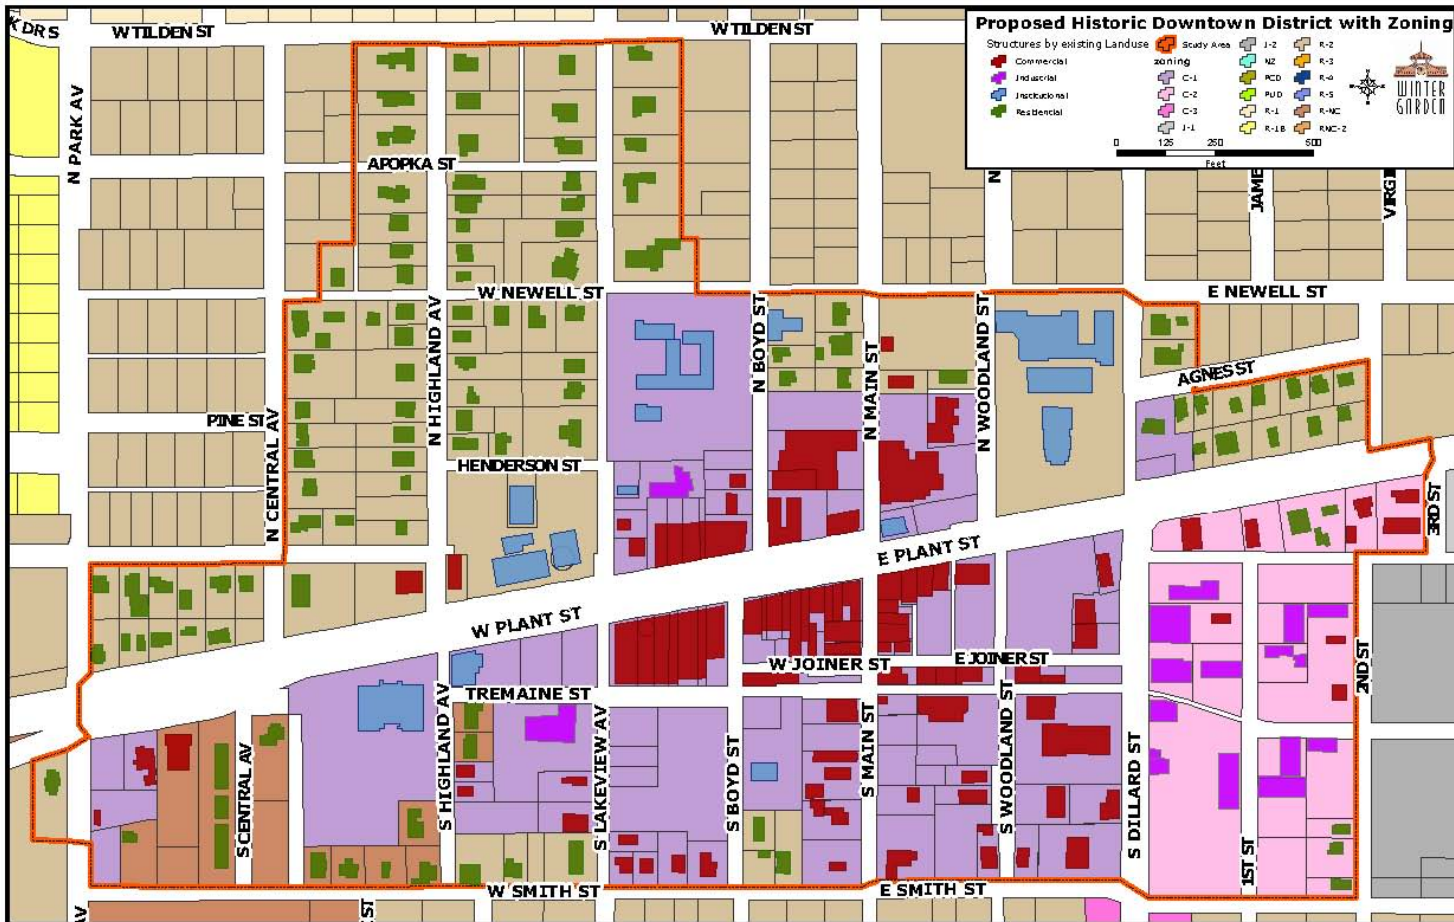 Proposed Historic Downtown District with Zoning
Structures by existing Landuse
Commercial
Industrial
Institutional
Residential
Study Area
zoning
C-1
C-2
C-3
I-1
I-2
NZ
PCD
PUD
R-1
R-1B
R-2
R-3
R-4
R-5
R-NC
RNC-2
WINTER
GARDEN
0 125 250 500
Feet
K DR S
W TILDEN ST
W TILDEN ST
N PARK AV
APOPKA ST
N
JAME
VIRGI
W NEWELL ST
E NEWELL ST
N HIGHLAND AV
N BOYD ST
N MAIN ST
N WOODLAND ST
AGNES ST
PINE ST
N CENTRAL AV
HENDERSON ST
3RD ST
E PLANT ST
W PLANT ST
W JOINER ST
E JOINER ST
2ND ST
TREMAINE ST
S CENTRAL AV
S HIGHLAND AV
S LAKEVIEW AV
S BOYD ST
S MAIN ST
S WOODLAND ST
S DILLARD ST
1ST ST
W SMITH ST
E SMITH ST
AV
ST